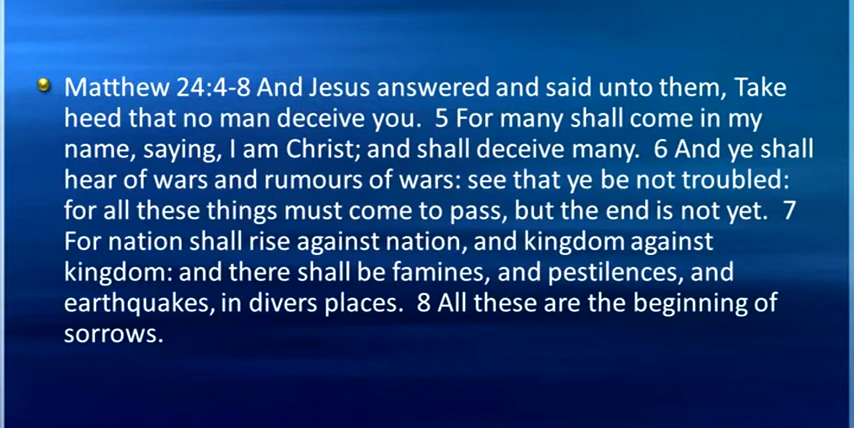 Matthew 24:4-8 And Jesus answered and said unto them, Take
heed that no man deceive you.  5 For many shall come in my
name, saying, I am Christ; and shall deceive many.  6 And ye shall
hear of wars and rumours of wars: see that ye be not troubled:
for all these things must come to pass, but the end is not yet.  7
For nation shall rise against nation, and kingdom against
kingdom: and there shall be famines, and pestilences, and
earthquakes, in divers places.  8 All these are the beginning of
sorrows.